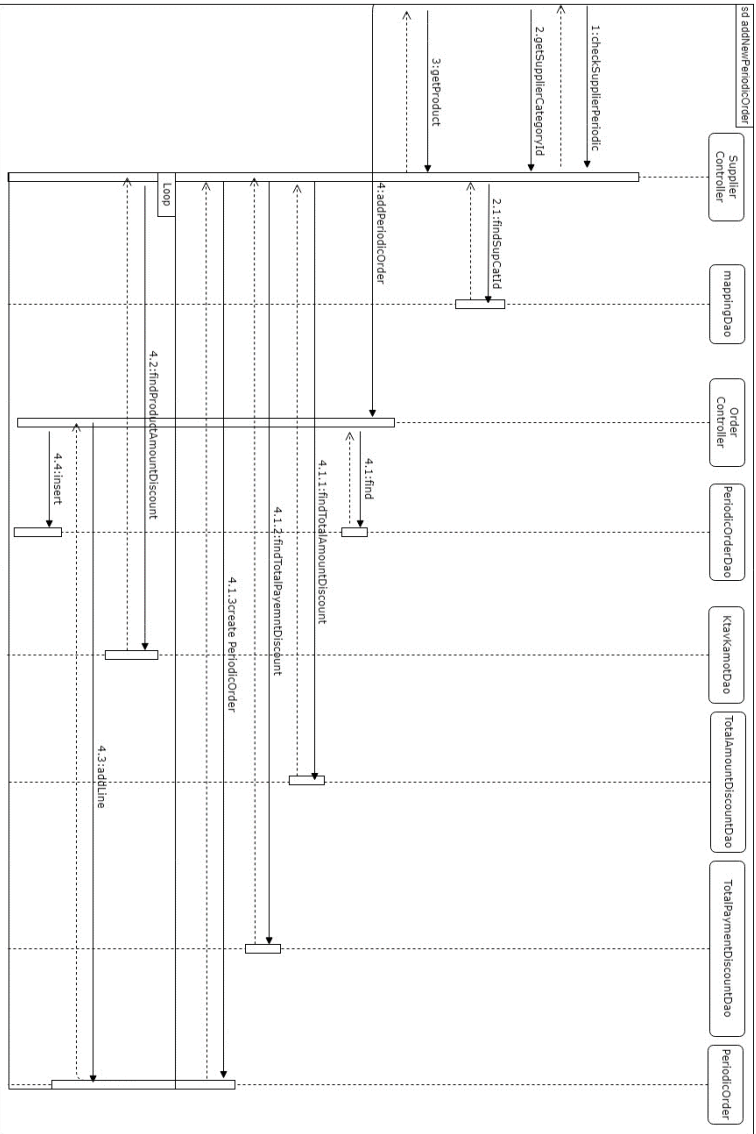 sd addNewPeriodicOrder
Supplier
Controller
mappingDao
Order
Controller
PeriodicOrderDao
KtavKamotDao
TotalAmountDiscountDao
TotalPaymentDiscountDao
PeriodicOrder
1:checkSupplierPeriodic
2.getSupplierCategoryId
2.1:findSupCatId
3:getProduct
4:addPeriodicOrder
4.1:find
4.1.1:findTotalAmountDiscount
4.1.2:findTotalPayemntDiscount
4.1.3create PeriodicOrder
Loop
4.2:findProductAmountDiscount
4.3:addLine
4.4:insert